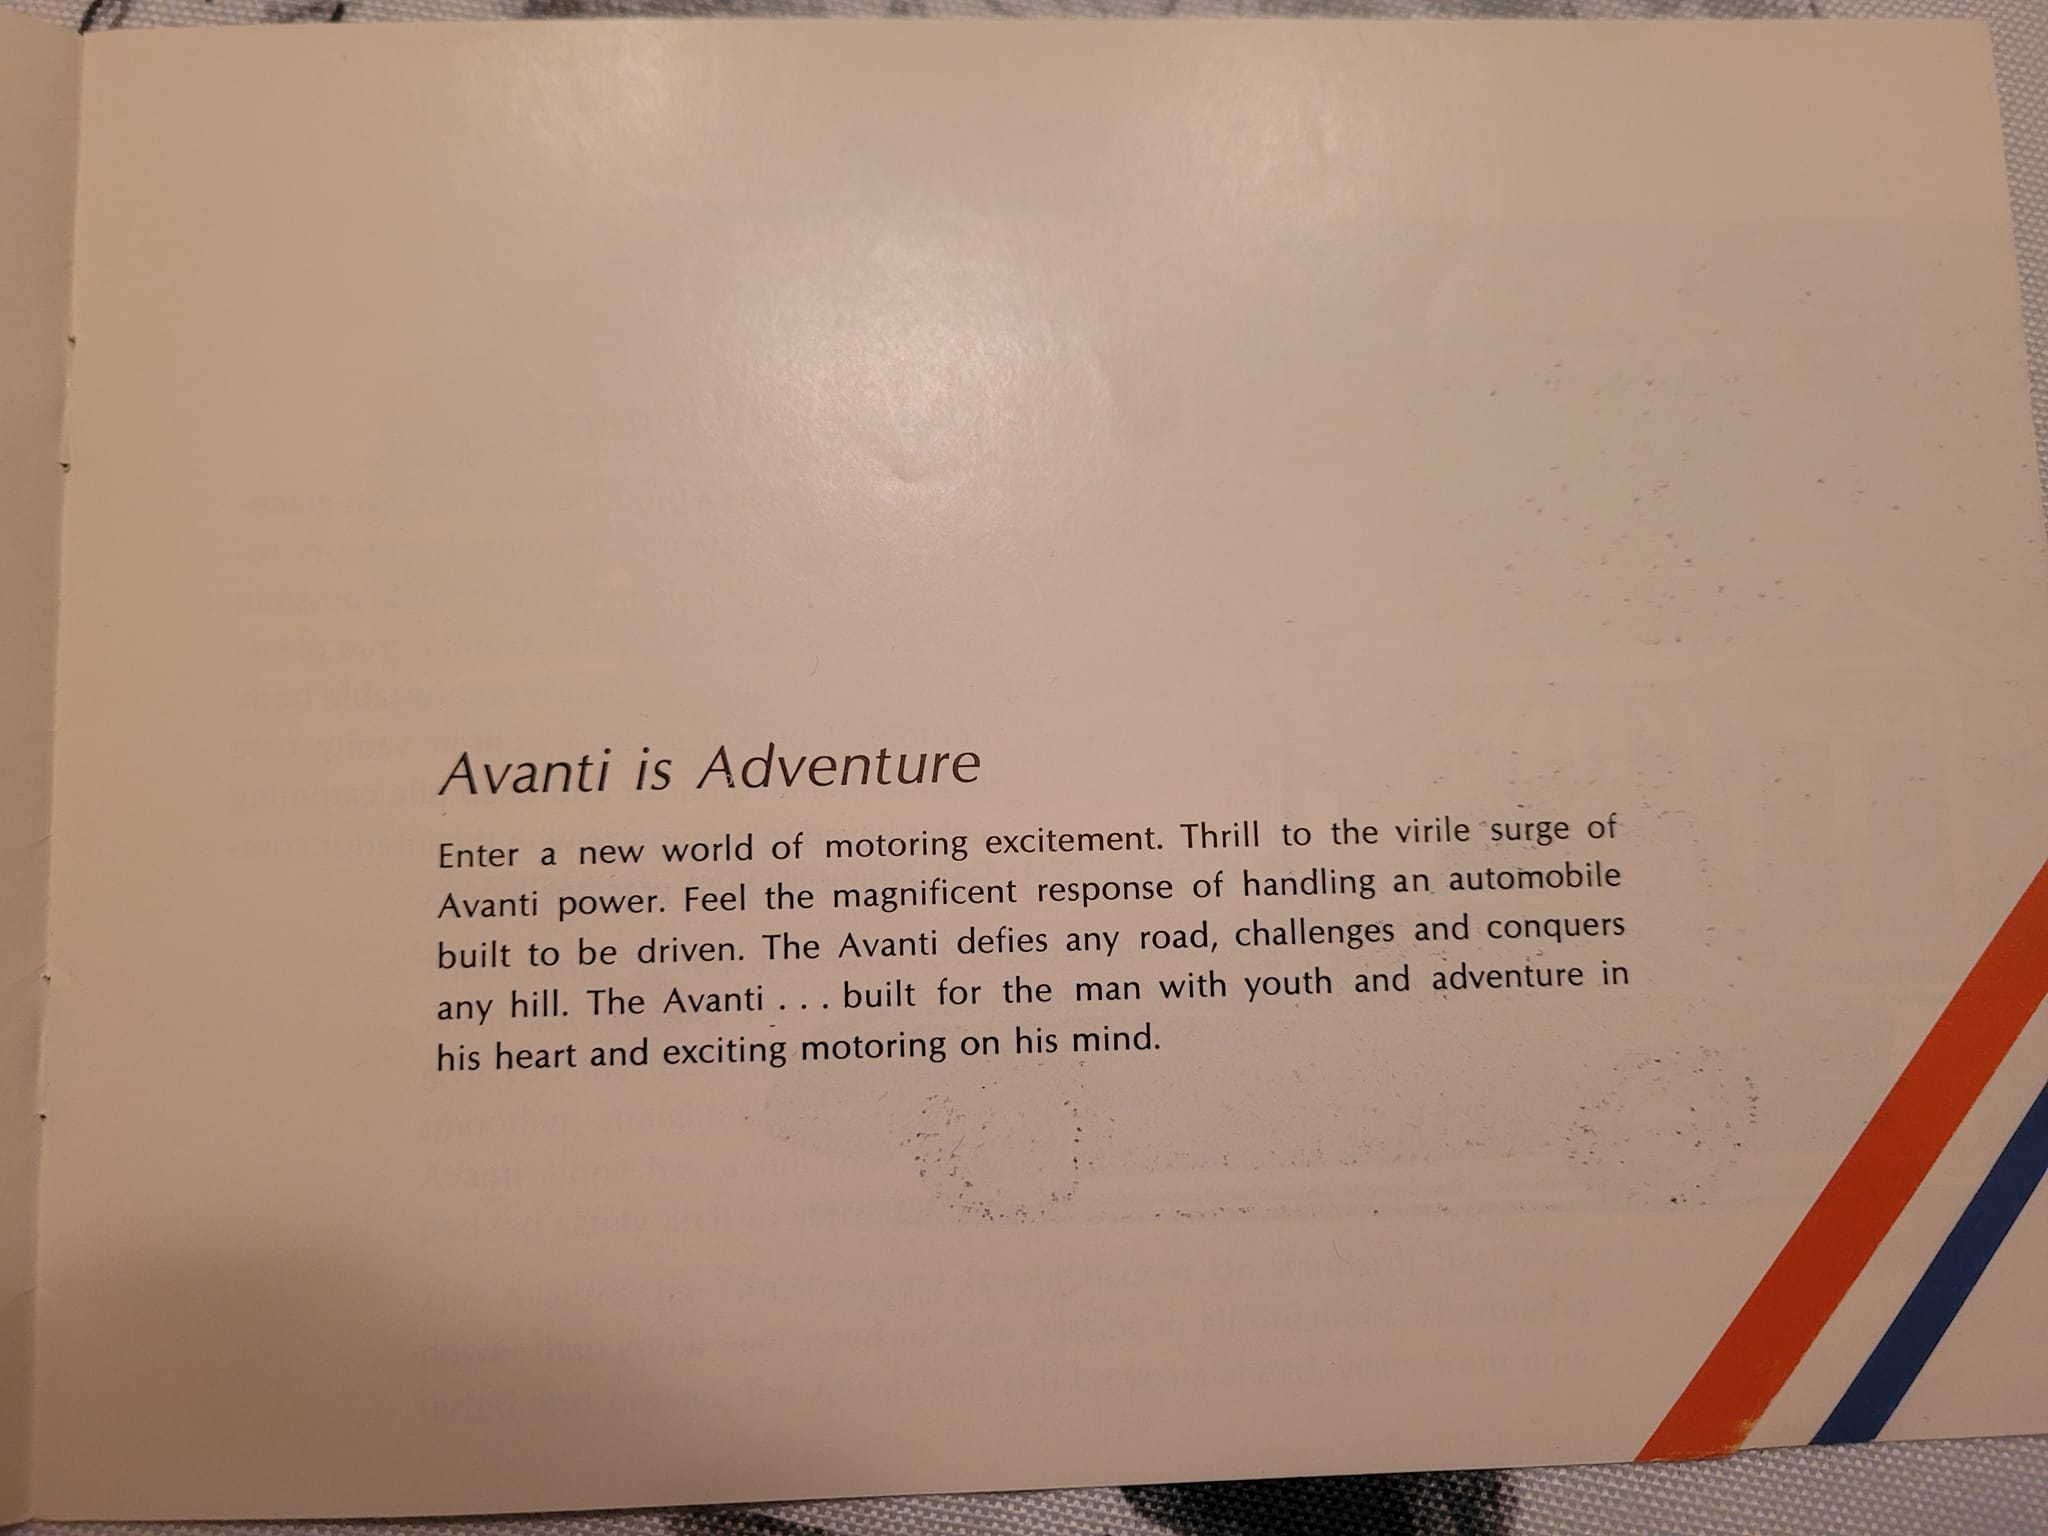 Avanti is Adventure
Enter a new world of motoring excitement. Thrill to the virile surge of
Avanti power. Feel the magnificent response of handling an automobile
built to be driven. The Avanti defies any road, challenges and conquers
any hill. The Avanti . . . built for the man with youth and adventure in
his heart and exciting motoring on his mind.